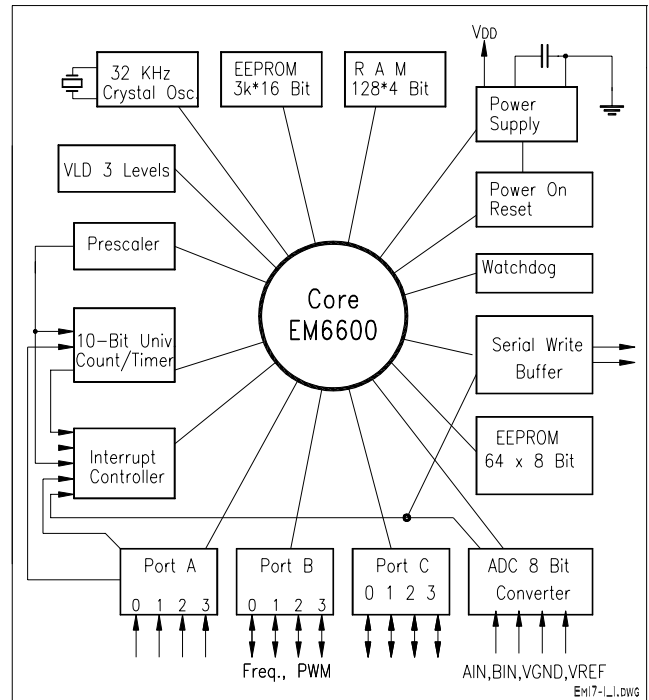 VDD
32 KHz
Crystal Osc.
EEPROM
3k*16 Bit
R A M
128*4 Bit
Power
Supply
VLD 3 Levels
Power On
Reset
Prescaler
Watchdog
Core
EM6600
10-Bit Univ
Count/Timer
Serial Write
Buffer
Interrupt
Controller
EEPROM
64 x 8 Bit
Port A
0 1 2 3
Port B
0 1 2 3
Port C
0 1 2 3
ADC 8 Bit
Converter
Freq., PWM
AIN,BIN,VGND,VREF
EM17-1_1.DWG